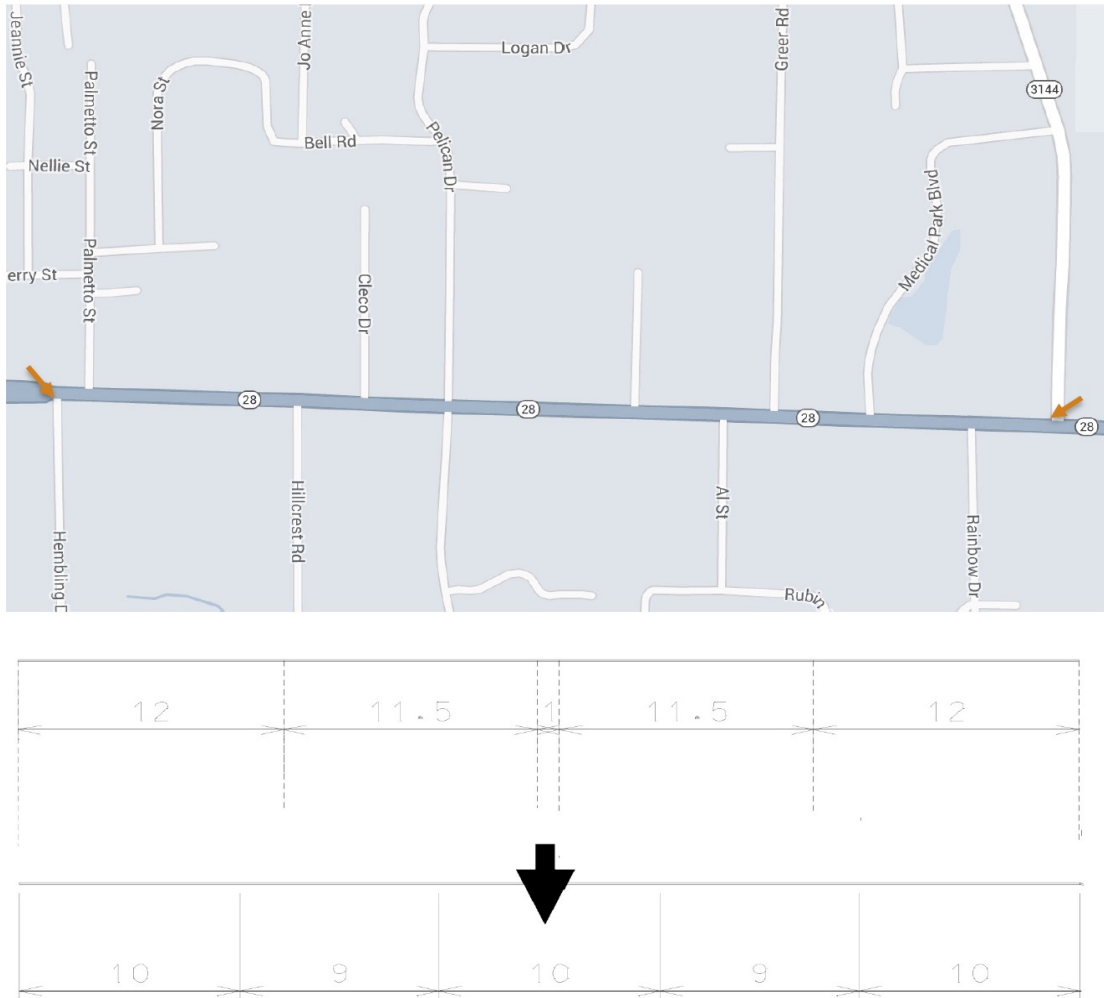 Jeannie St
Palmetto St
Nora St
Jo Anne
Logan Dr
Greer Rd
3144
Bell Rd
Pelican Dr
Nellie St
Medical Park Blvd
Palmetto St
erry St
Cleco Dr
28
28
28
28
Hembling D
Hillcrest Rd
Al St
Rainbow Dr
Rubin
12 11.5 1 11.5 12
10 9 10 9 10